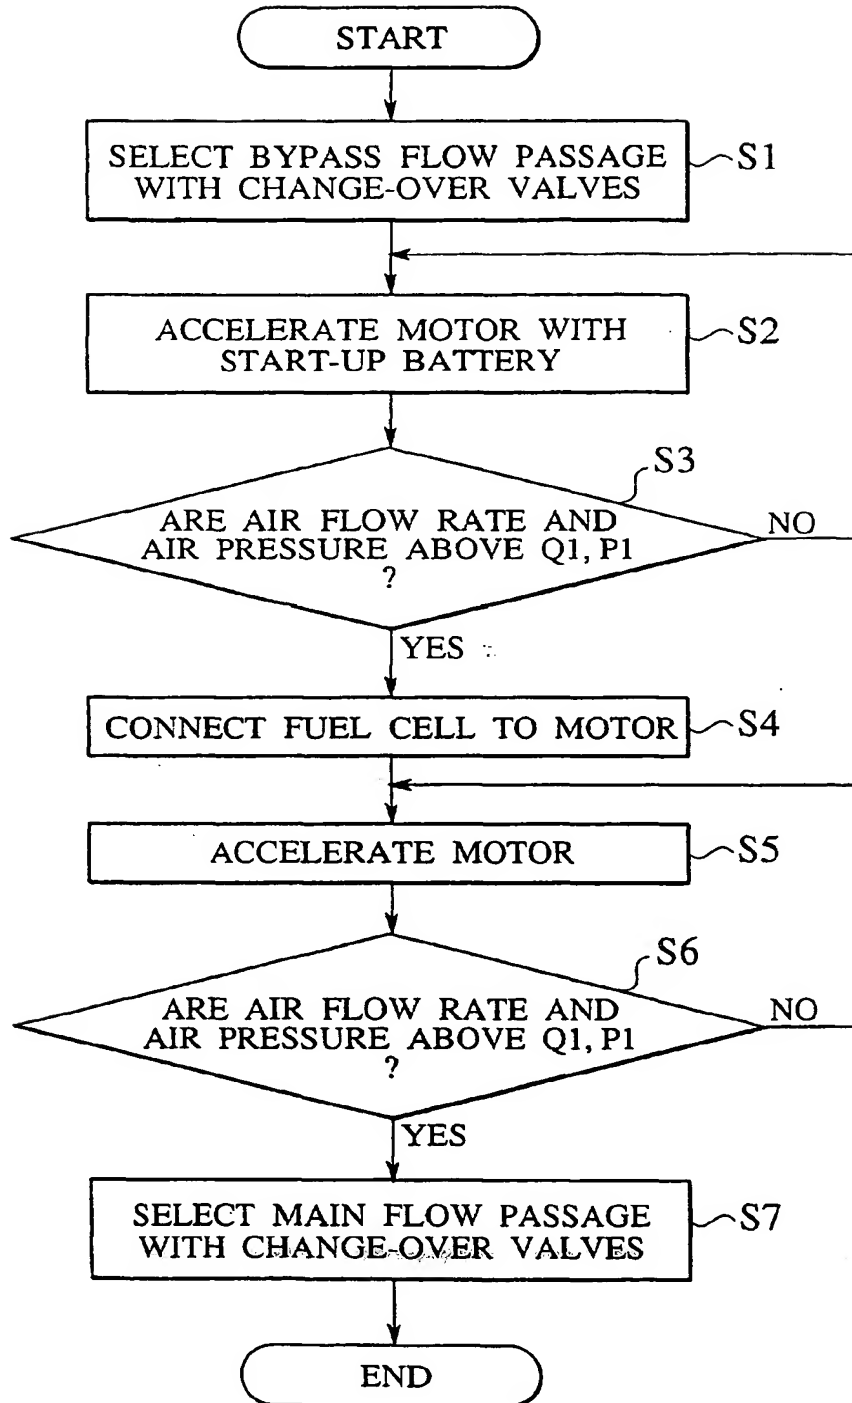 START
SELECT BYPASS FLOW PASSAGE
WITH CHANGE-OVER VALVES
S1
ACCELERATE MOTOR WITH
START-UP BATTERY
S2
S3
ARE AIR FLOW RATE AND
AIR PRESSURE ABOVE Q1, P1
?
NO
YES
CONNECT FUEL CELL TO MOTOR
S4
ACCELERATE MOTOR
S5
S6
ARE AIR FLOW RATE AND
AIR PRESSURE ABOVE Q1, P1
?
NO
YES
SELECT MAIN FLOW PASSAGE
WITH CHANGE-OVER VALVES
S7
END